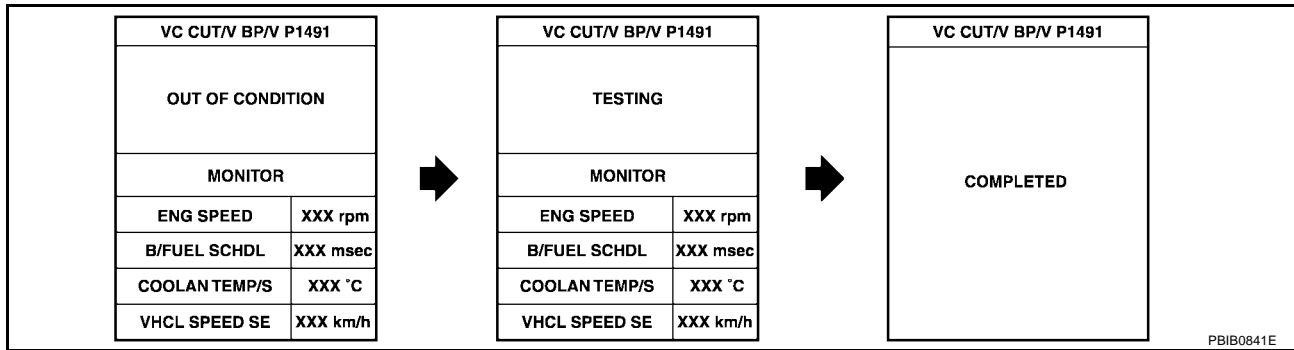 VC CUT/V BP/V P1491
OUT OF CONDITION
MONITOR
ENG SPEED XXX rpm
B/FUEL SCHDL XXX msec
COOLAN TEMP/S XXX °C
VHCL SPEED SE XXX km/h
VC CUT/V BP/V P1491
TESTING
MONITOR
ENG SPEED XXX rpm
B/FUEL SCHDL XXX msec
COOLAN TEMP/S XXX °C
VHCL SPEED SE XXX km/h
VC CUT/V BP/V P1491
COMPLETED
PBIB0841E